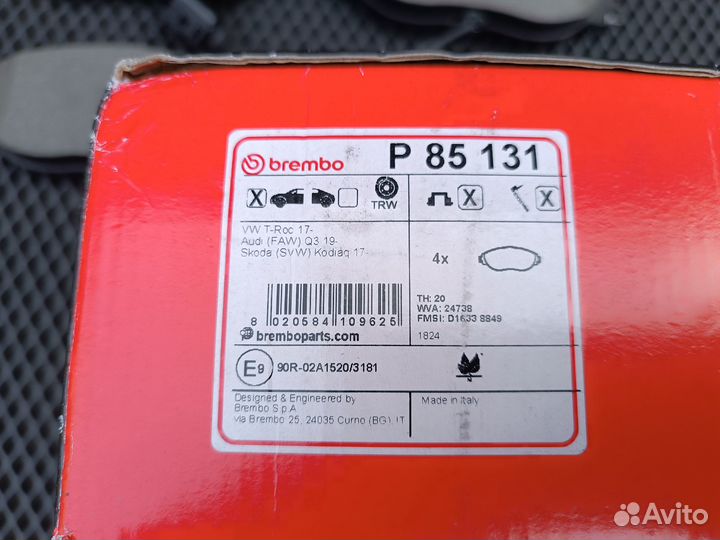 brembo
P 85 131
X
TRW
X
X
VW T-Roc 17-
Audi (FAW) Q3 19-
Skoda (SVW) Kodiaq 17-
4x
8 020584 109625
bremboparts.com
TH: 20
WVA: 24738
FMSI: D1633 8849
1824
E9 90R-02A1520/3181
Designed & Engineered by
Brembo S.p.A
via Brembo 25, 24035 Curno (BG), IT
Made in Italy
Avito